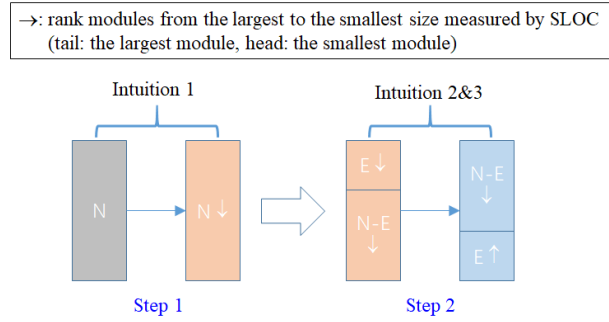 →: rank modules from the largest to the smallest size measured by SLOC
(tail: the largest module, head: the smallest module)
Intuition 1
Intuition 2&3
N
N ↓
E ↓
N-E
↓
N-E
↓
E ↑
Step 1
Step 2